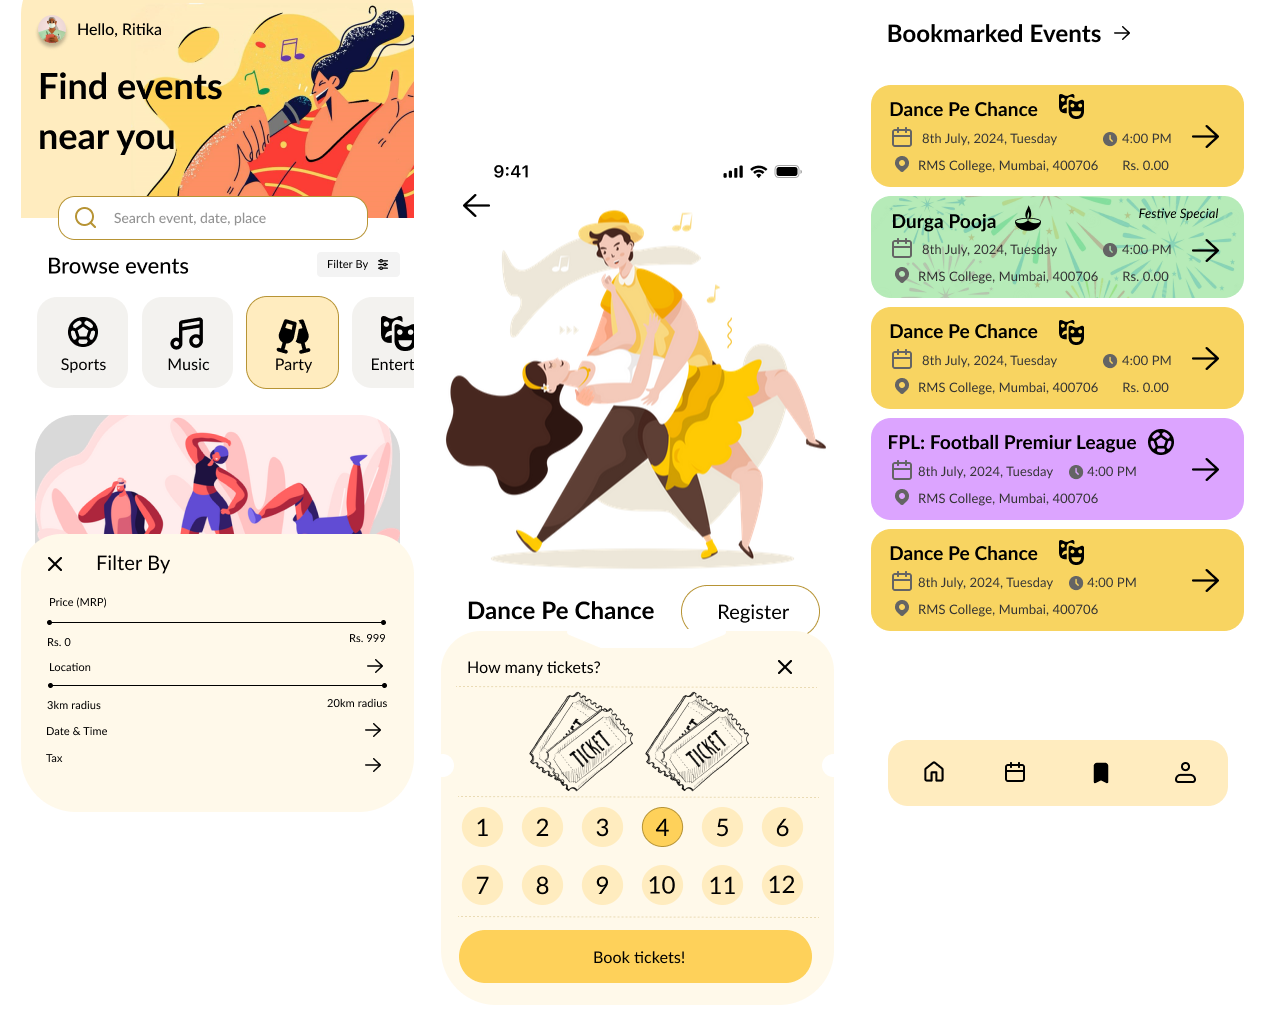 Hello, Ritika
Find events
near you
Search event, date, place
Browse events
Filter By
Sports
Music
Party
Entert
Filter By
Price (MRP)
Rs. 0
Rs. 999
Location
3km radius
20km radius
Date & Time
Tax
9:41
Dance Pe Chance
Register
How many tickets?
TICKET
TICKET
1 2 3 4 5 6
7 8 9 10 11 12
Book tickets!
Bookmarked Events
Dance Pe Chance
8th July, 2024, Tuesday 4:00 PM
RMS College, Mumbai, 400706 Rs. 0.00
Durga Pooja
Festive Special
8th July, 2024, Tuesday 4:00 PM
RMS College, Mumbai, 400706 Rs. 0.00
Dance Pe Chance
8th July, 2024, Tuesday 4:00 PM
RMS College, Mumbai, 400706 Rs. 0.00
FPL: Football Premiur League
8th July, 2024, Tuesday 4:00 PM
RMS College, Mumbai, 400706
Dance Pe Chance
8th July, 2024, Tuesday 4:00 PM
RMS College, Mumbai, 400706